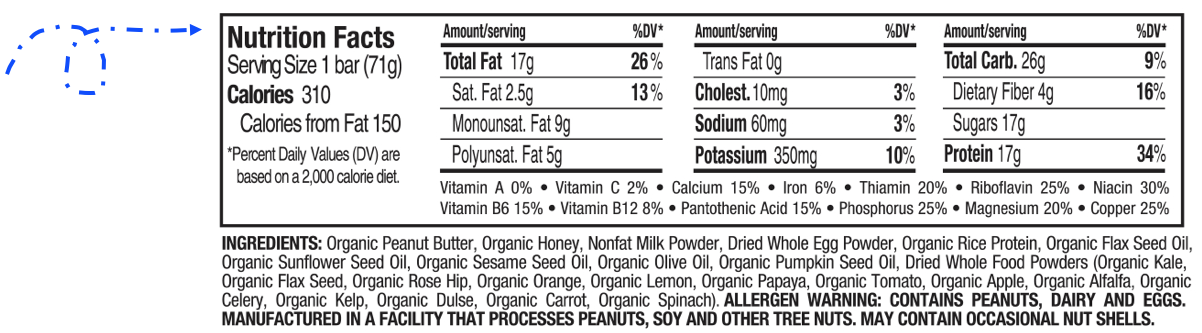 Nutrition Facts
Serving Size 1 bar (71g)
Calories 310
Calories from Fat 150
*Percent Daily Values (DV) are
based on a 2,000 calorie diet.
Amount/serving %DV*
Total Fat 17g 26%
Sat. Fat 2.5g 13%
Monounsat. Fat 9g
Polyunsat. Fat 5g
Amount/serving %DV*
Trans Fat 0g
Cholest. 10mg 3%
Sodium 60mg 3%
Potassium 350mg 10%
Amount/serving %DV*
Total Carb. 26g 9%
Dietary Fiber 4g 16%
Sugars 17g
Protein 17g 34%
Vitamin A 0% • Vitamin C 2% • Calcium 15% • Iron 6% • Thiamin 20% • Riboflavin 25% • Niacin 30%
Vitamin B6 15% • Vitamin B12 8% • Pantothenic Acid 15% • Phosphorus 25% • Magnesium 20% • Copper 25%
INGREDIENTS: Organic Peanut Butter, Organic Honey, Nonfat Milk Powder, Dried Whole Egg Powder, Organic Rice Protein, Organic Flax Seed Oil,
Organic Sunflower Seed Oil, Organic Sesame Seed Oil, Organic Olive Oil, Organic Pumpkin Seed Oil, Dried Whole Food Powders (Organic Kale,
Organic Flax Seed, Organic Rose Hip, Organic Orange, Organic Lemon, Organic Papaya, Organic Tomato, Organic Apple, Organic Alfalfa, Organic
Celery, Organic Kelp, Organic Dulse, Organic Carrot, Organic Spinach). ALLERGEN WARNING: CONTAINS PEANUTS, DAIRY AND EGGS.
MANUFACTURED IN A FACILITY THAT PROCESSES PEANUTS, SOY AND OTHER TREE NUTS. MAY CONTAIN OCCASIONAL NUT SHELLS.